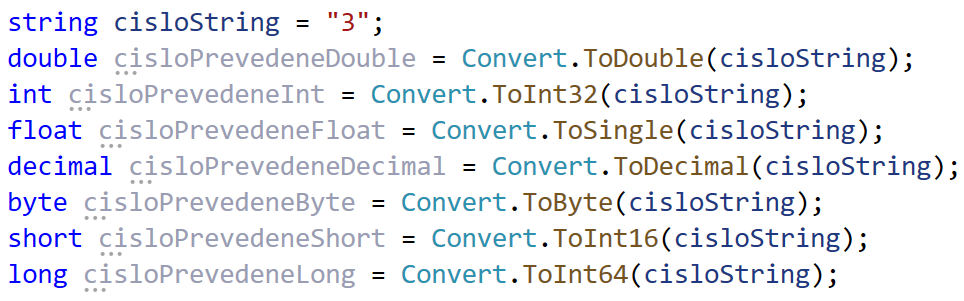 string cisloString = "3";
double cisloPrevedeneDouble = Convert.ToDouble(cisloString);
int cisloPrevedeneInt = Convert.ToInt32(cisloString);
float cisloPrevedeneFloat = Convert.ToSingle(cisloString);
decimal cisloPrevedeneDecimal = Convert.ToDecimal(cisloString);
byte cisloPrevedeneByte = Convert.ToByte(cisloString);
short cisloPrevedeneShort = Convert.ToInt16(cisloString);
long cisloPrevedeneLong = Convert.ToInt64(cisloString);